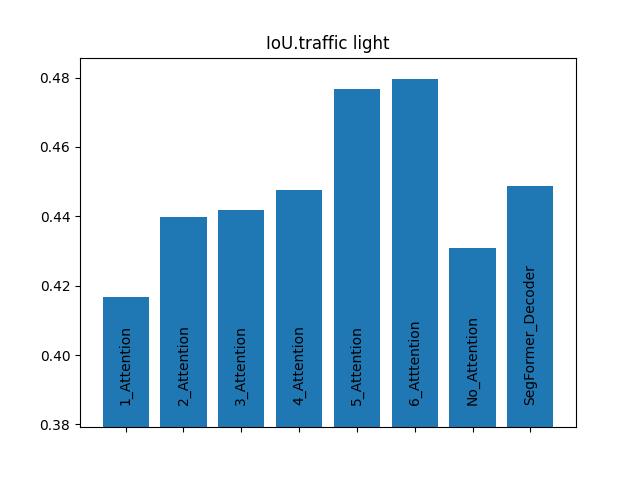 IoU.traffic light
0.48
0.46
0.44
0.42
0.40
0.38
1_Attention
2_Attention
3_Attention
4_Attention
5_Attention
6_Atttention
No_Attention
SegFormer_Decoder